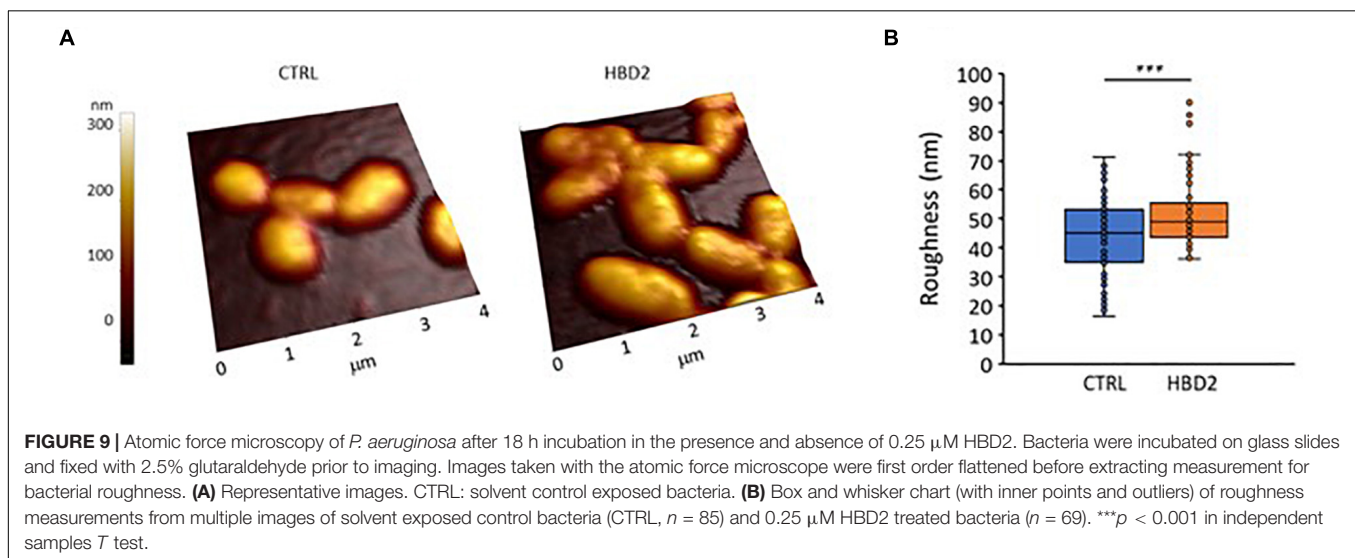 A
CTRL
HBD2
nm
300
200
100
0
0
1
2
3
4
μm
0
1
2
3
4
μm
B
***
Roughness (nm)
100
90
80
70
60
50
40
30
20
10
0
CTRL
HBD2
FIGURE 9 | Atomic force microscopy of P. aeruginosa after 18 h incubation in the presence and absence of 0.25 μM HBD2. Bacteria were incubated on glass slides
and fixed with 2.5% glutaraldehyde prior to imaging. Images taken with the atomic force microscope were first order flattened before extracting measurement for
bacterial roughness. (A) Representative images. CTRL: solvent control exposed bacteria. (B) Box and whisker chart (with inner points and outliers) of roughness
measurements from multiple images of solvent exposed control bacteria (CTRL, n = 85) and 0.25 μM HBD2 treated bacteria (n = 69). ***p < 0.001 in independent
samples T test.